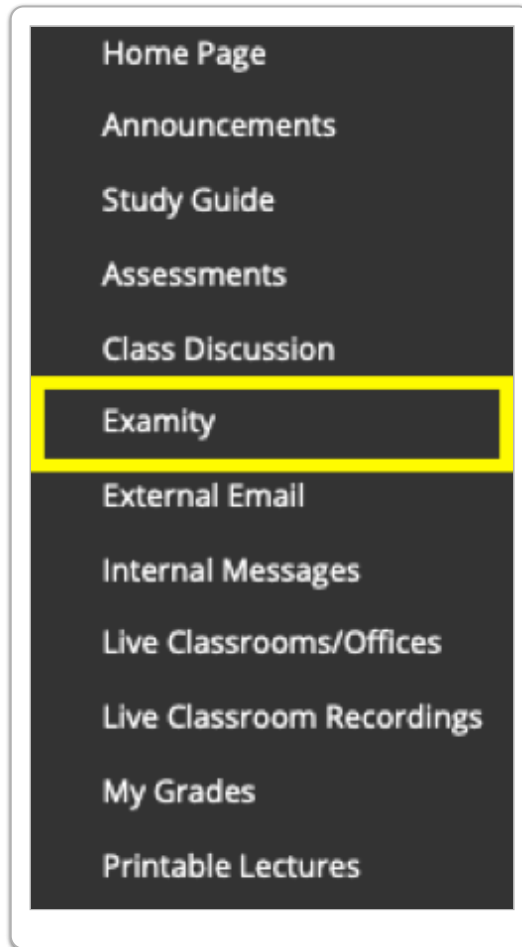 Home Page
Announcements
Study Guide
Assessments
Class Discussion
Examity
External Email
Internal Messages
Live Classrooms/Offices
Live Classroom Recordings
My Grades
Printable Lectures